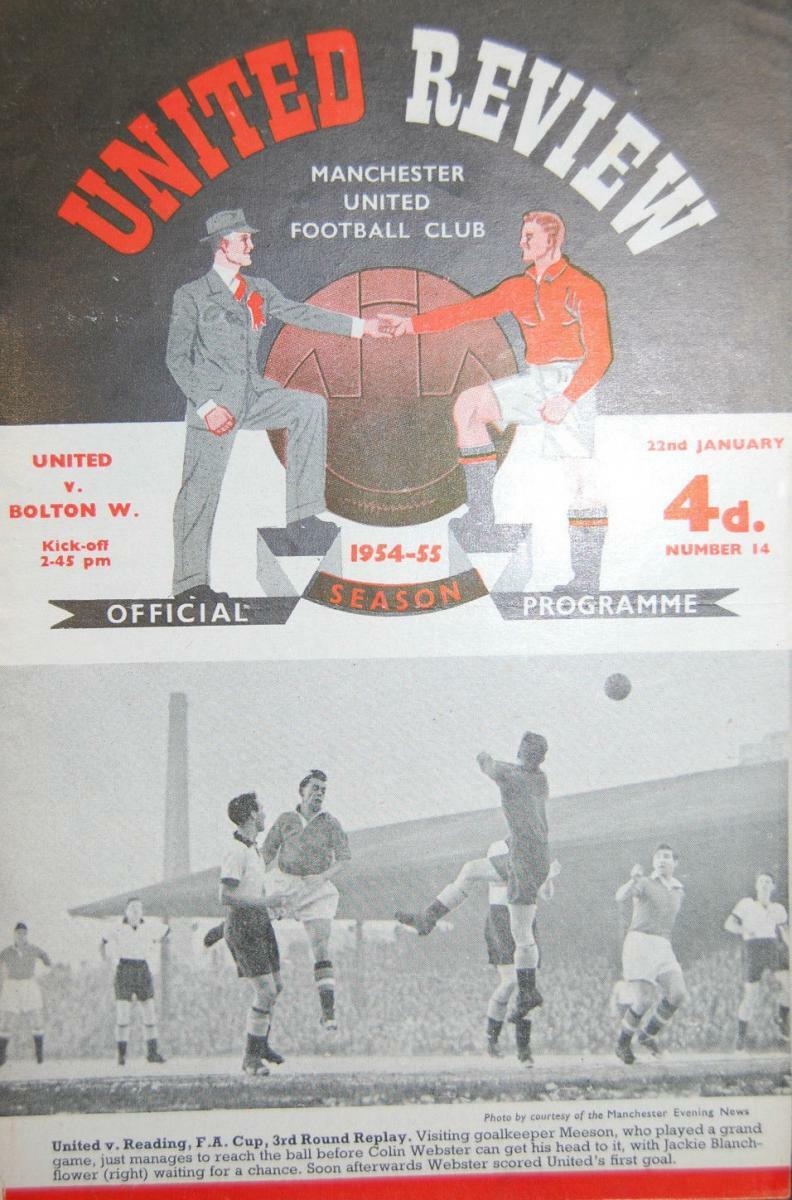 UNITED REVIEW
MANCHESTER
UNITED
FOOTBALL CLUB
UNITED
v.
BOLTON W.
Kick-off
2-45 pm
22nd JANUARY
4d.
NUMBER 14
1954-55
SEASON
OFFICIAL
PROGRAMME
Photo by courtesy of the Manchester Evening News
United v. Reading, F.A. Cup, 3rd Round Replay. Visiting goalkeeper Meeson, who played a grand
game, just manages to reach the ball before Colin Webster can get his head to it, with Jackie Blanch-
flower (right) waiting for a chance. Soon afterwards Webster scored United's first goal.